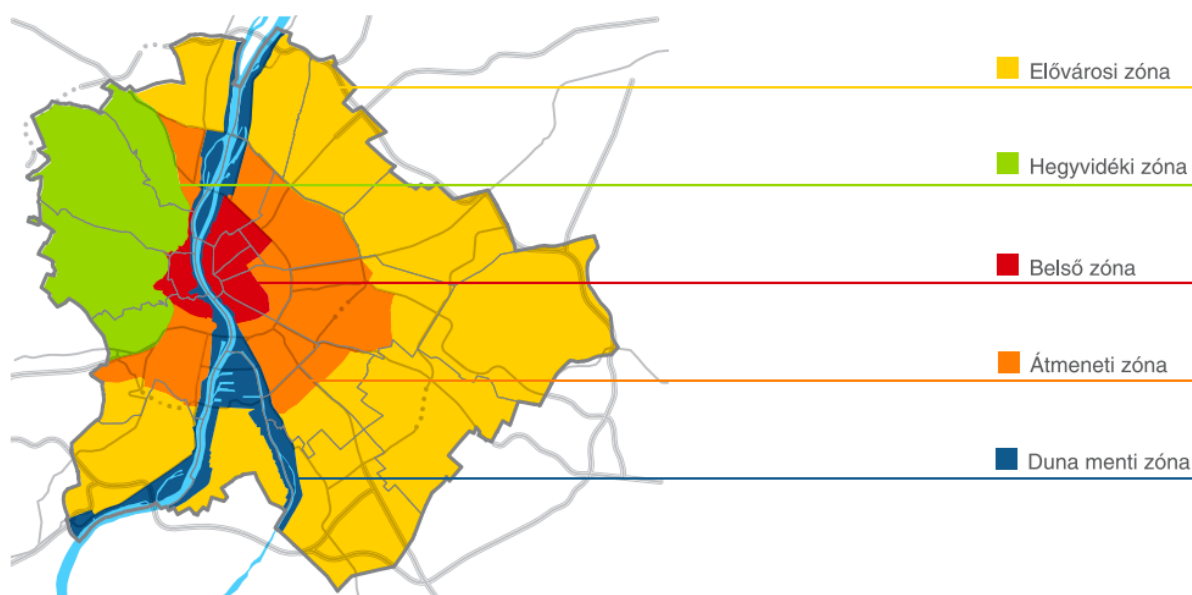 Elővárosi zóna
Hegyvidéki zóna
Belső zóna
Átmeneti zóna
Duna menti zóna